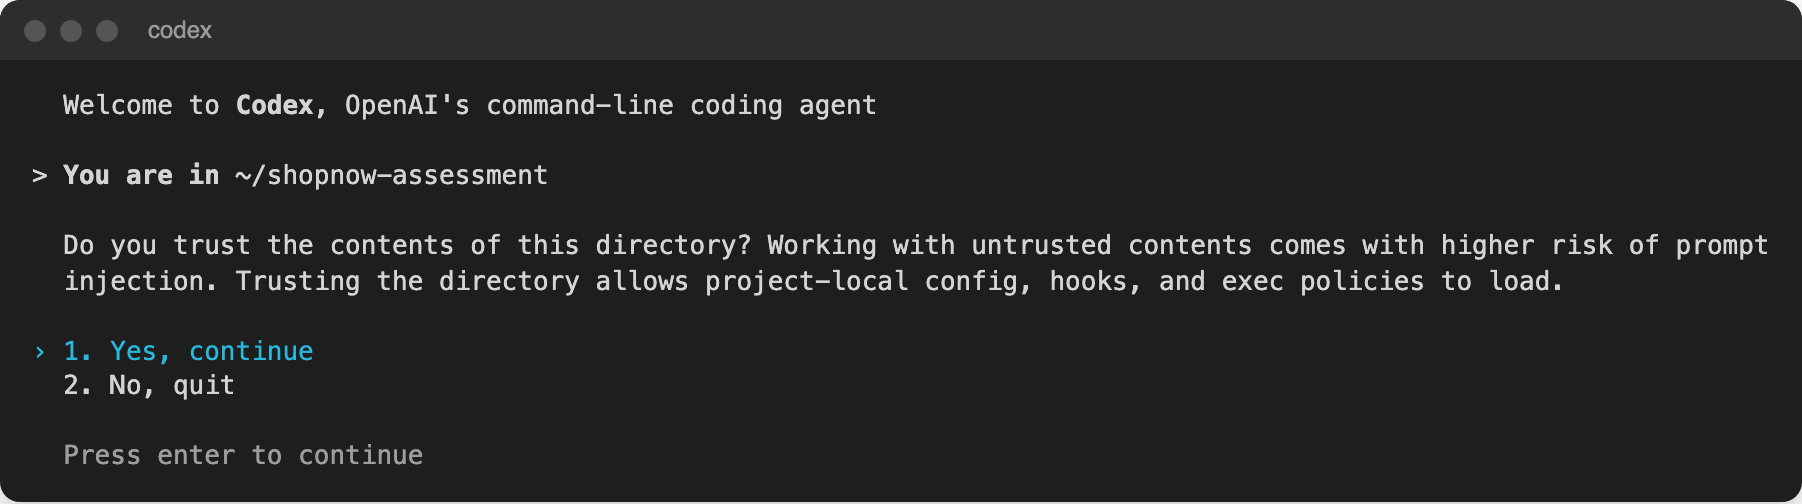 codex
Welcome to Codex, OpenAI's command-line coding agent
> You are in ~/shopnow-assessment
Do you trust the contents of this directory? Working with untrusted contents comes with higher risk of prompt
injection. Trusting the directory allows project-local config, hooks, and exec policies to load.
› 1. Yes, continue
2. No, quit
Press enter to continue